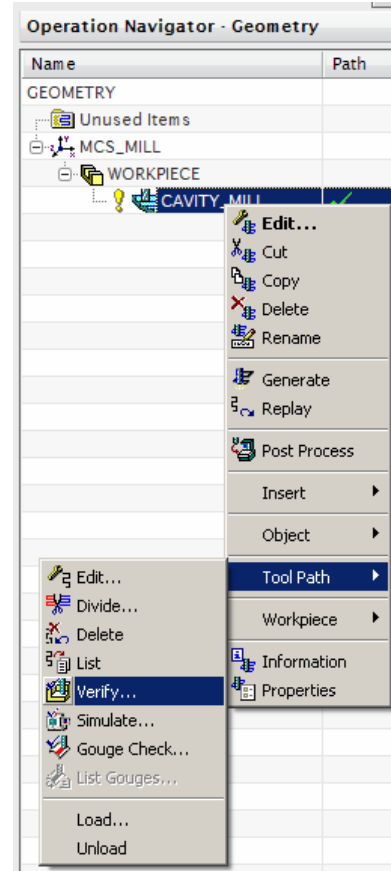 Operation Navigator - Geometry
Name Path
GEOMETRY
Unused Items
MCS_MILL
WORKPIECE
CAVITY_MILL
Edit...
Cut
Copy
Delete
Rename
Generate
Replay
Post Process
Insert
Object
Tool Path
Workpiece
Information
Properties
Edit...
Divide...
Delete
List
Verify...
Simulate...
Gouge Check...
List Gouges...
Load...
Unload